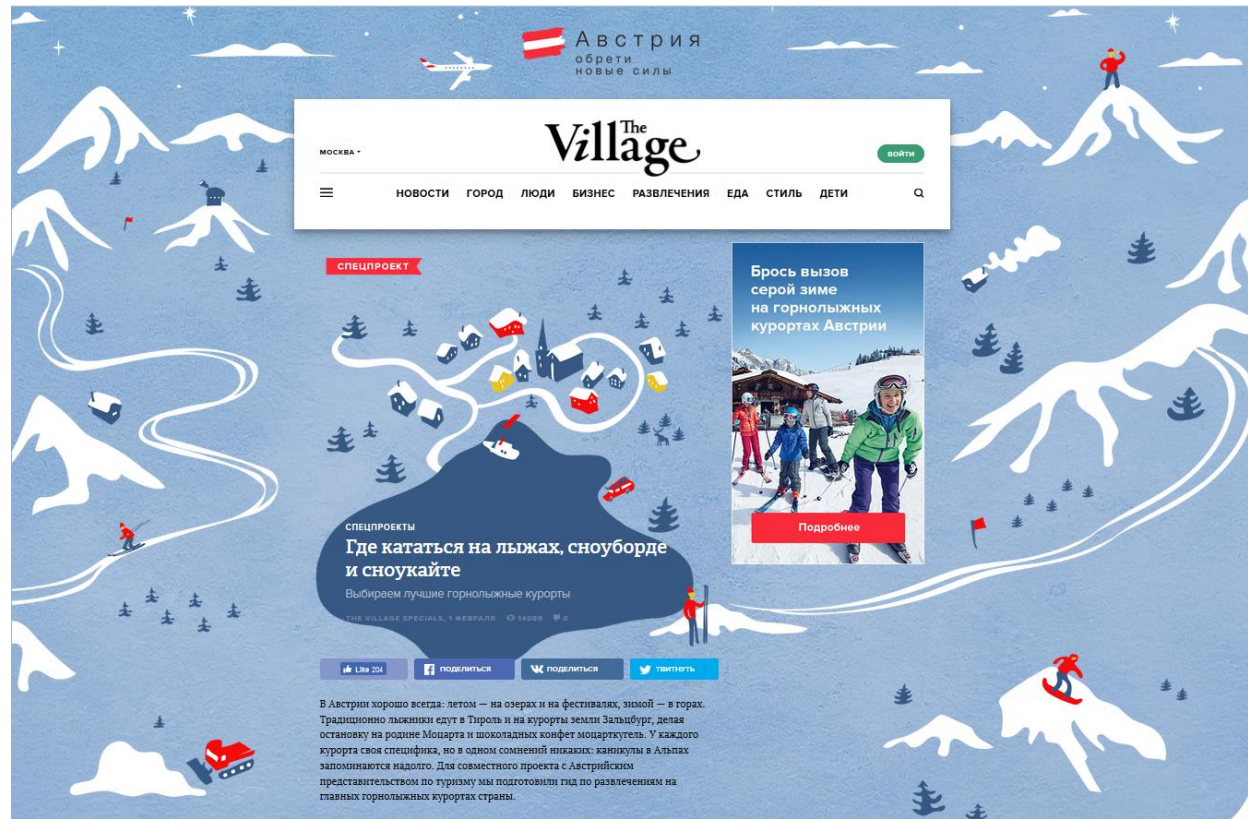 Австрия
обрети
новые силы
The Village
МОСКВА
ВОЙТИ
НОВОСТИ ГОРОД ЛЮДИ БИЗНЕС РАЗВЛЕЧЕНИЯ ЕДА СТИЛЬ ДЕТИ
СПЕЦПРОЕКТ
Брось вызов
серой зиме
на горнолыжных
курортах Австрии
Подробнее
СПЕЦПРОЕКТЫ
Где кататься на лыжах, сноуборде
и сноукайте
Выбираем лучшие горнолыжные курорты
THE VILLAGE SPECIALS, 1 ФЕВРАЛЯ 14095 0
Like 204
ПОДЕЛИТЬСЯ
ПОДЕЛИТЬСЯ
ТВИТНУТЬ
В Австрии хорошо всегда: летом — на озерах и на фестивалях, зимой — в горах.
Традиционно лыжники едут в Тироль и на курорты земли Зальцбург, делая
остановку на родине Моцарта и шоколадных конфет моцарткугель. У каждого
курорта своя специфика, но в одном сомнений никаких: каникулы в Альпах
запоминаются надолго. Для совместного проекта с Австрийским
представительством по туризму мы подготовили гид по развлечениям на
главных горнолыжных курортах страны.